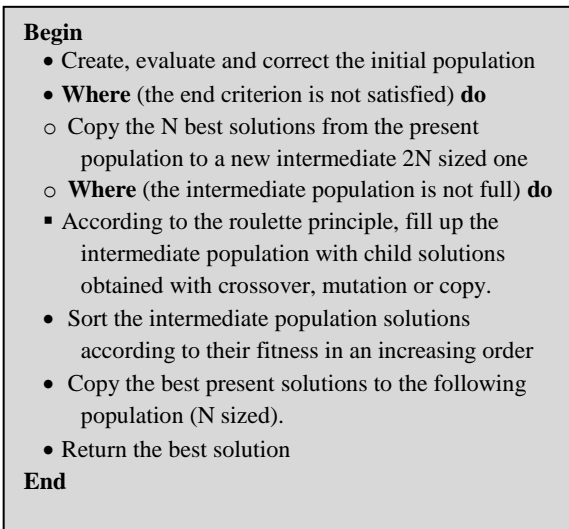 Begin
• Create, evaluate and correct the initial population
• Where (the end criterion is not satisfied) do
○ Copy the N best solutions from the present
population to a new intermediate 2N sized one
○ Where (the intermediate population is not full) do
▪ According to the roulette principle, fill up the
intermediate population with child solutions
obtained with crossover, mutation or copy.
• Sort the intermediate population solutions
according to their fitness in an increasing order
• Copy the best present solutions to the following
population (N sized).
• Return the best solution
End